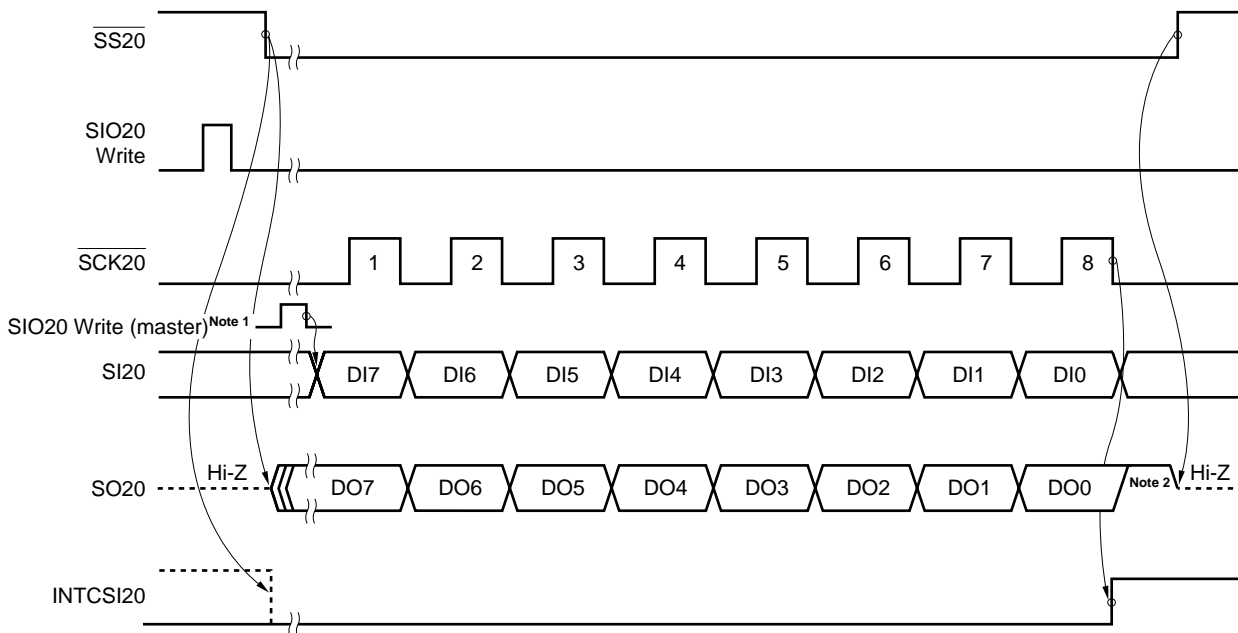 SS20
SIO20
Write
SCK20
1 2 3 4 5 6 7 8
SIO20 Write (master)Note 1
SI20
DI7 DI6 DI5 DI4 DI3 DI2 DI1 DI0
Hi-Z
SO20
DO7 DO6 DO5 DO4 DO3 DO2 DO1 DO0
Note 2
Hi-Z
INTCSI20